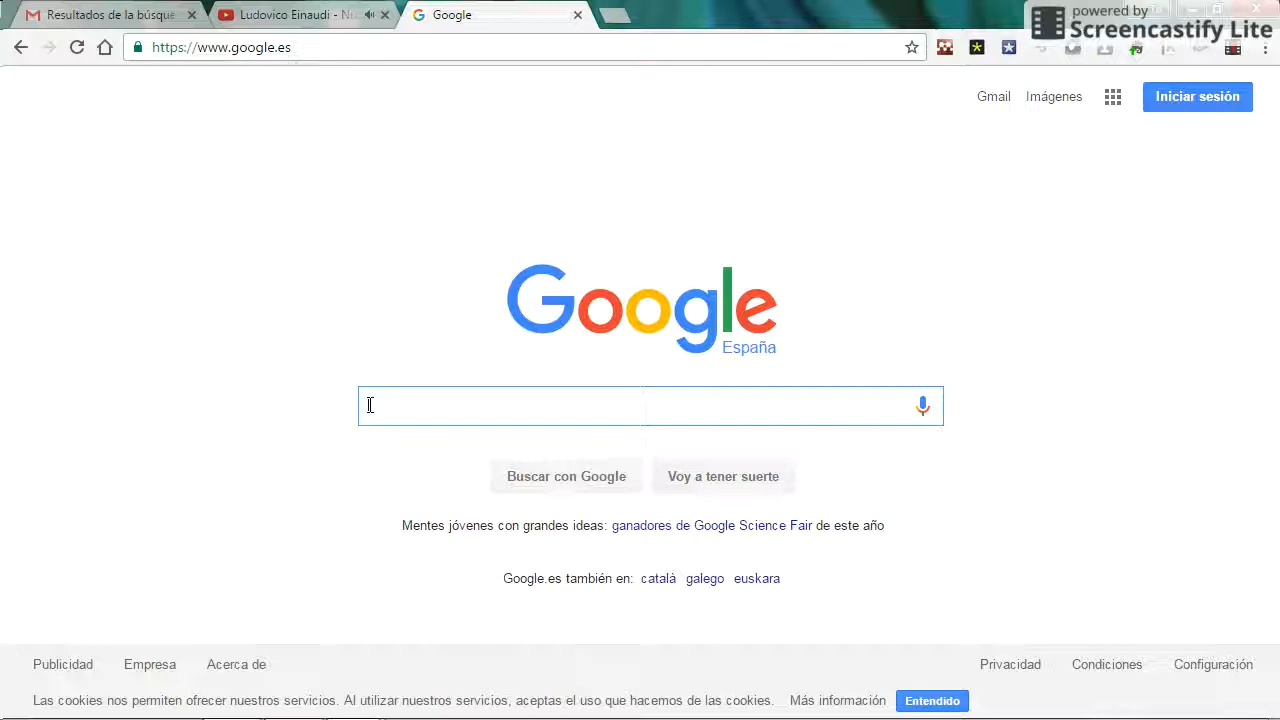 Resultados de la búsque
Ludovico Einaudi - Nu
Google
powered by
Screencastify Lite
https://www.google.es
Gmail
Imágenes
Iniciar sesión
Google
España
Buscar con Google
Voy a tener suerte
Mentes jóvenes con grandes ideas: ganadores de Google Science Fair de este año
Google.es también en: catalá galego euskara
Publicidad
Empresa
Acerca de
Privacidad
Condiciones
Configuración
Las cookies nos permiten ofrecer nuestros servicios. Al utilizar nuestros servicios, aceptas el uso que hacemos de las cookies.
Más información
Entendido